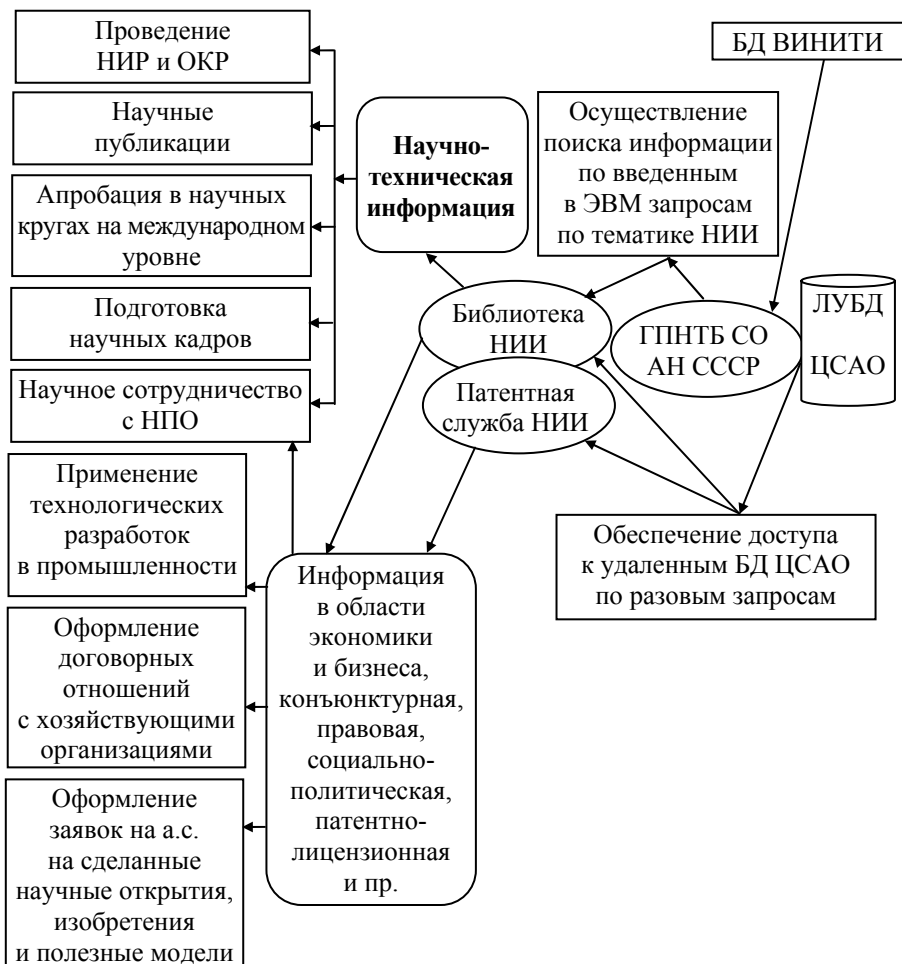 Проведение
НИР и ОКР
Научные
публикации
Апробация в научных
кругах на международном
уровне
Подготовка
научных кадров
Научное сотрудничество
с НПО
Применение
технологических
разработок
в промышленности
Оформление
договорных
отношений
с хозяйствующими
организациями
Оформление
заявок на а.с.
на сделанные
научные открытия,
изобретения
и полезные модели
Научно-
техническая
информация
Библиотека
НИИ
Патентная
служба НИИ
Информация
в области
экономики
и бизнеса,
конъюнктурная,
правовая,
социально-
политическая,
патентно-
лицензионная
и пр.
БД ВИНИТИ
Осуществление
поиска информации
по введенным
в ЭВМ запросам
по тематике НИИ
ГПНТБ СО
АН СССР
ЛУБД
ЦСАО
Обеспечение доступа
к удаленным БД ЦСАО
по разовым запросам